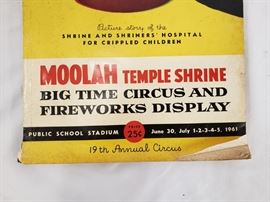 Picture story of the
SHRINE AND SHRINERS' HOSPITAL
FOR CRIPPLED CHILDREN
MOOLAH TEMPLE SHRINE
BIG TIME CIRCUS AND
FIREWORKS DISPLAY
PUBLIC SCHOOL STADIUM PRICE 25¢ June 30, July 1-2-3-4-5, 1961
19th Annual Circus